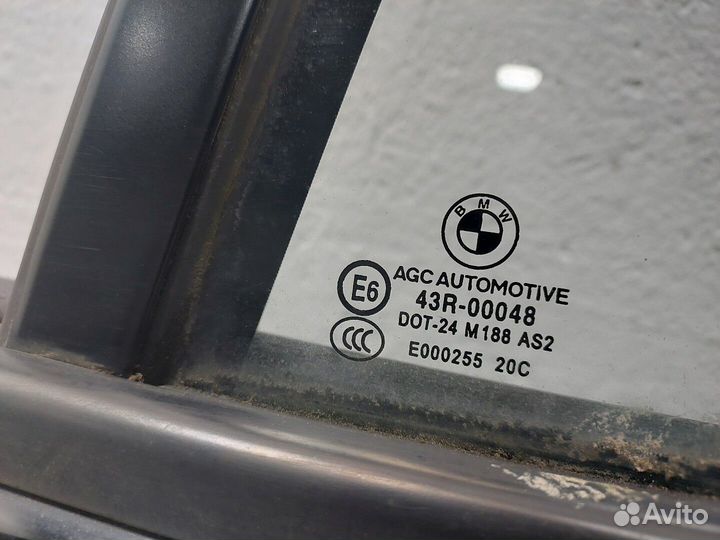 BMW
AGC AUTOMOTIVE
E6 43R-00048
CCC DOT-24 M188 AS2
E000255 20C
Avito